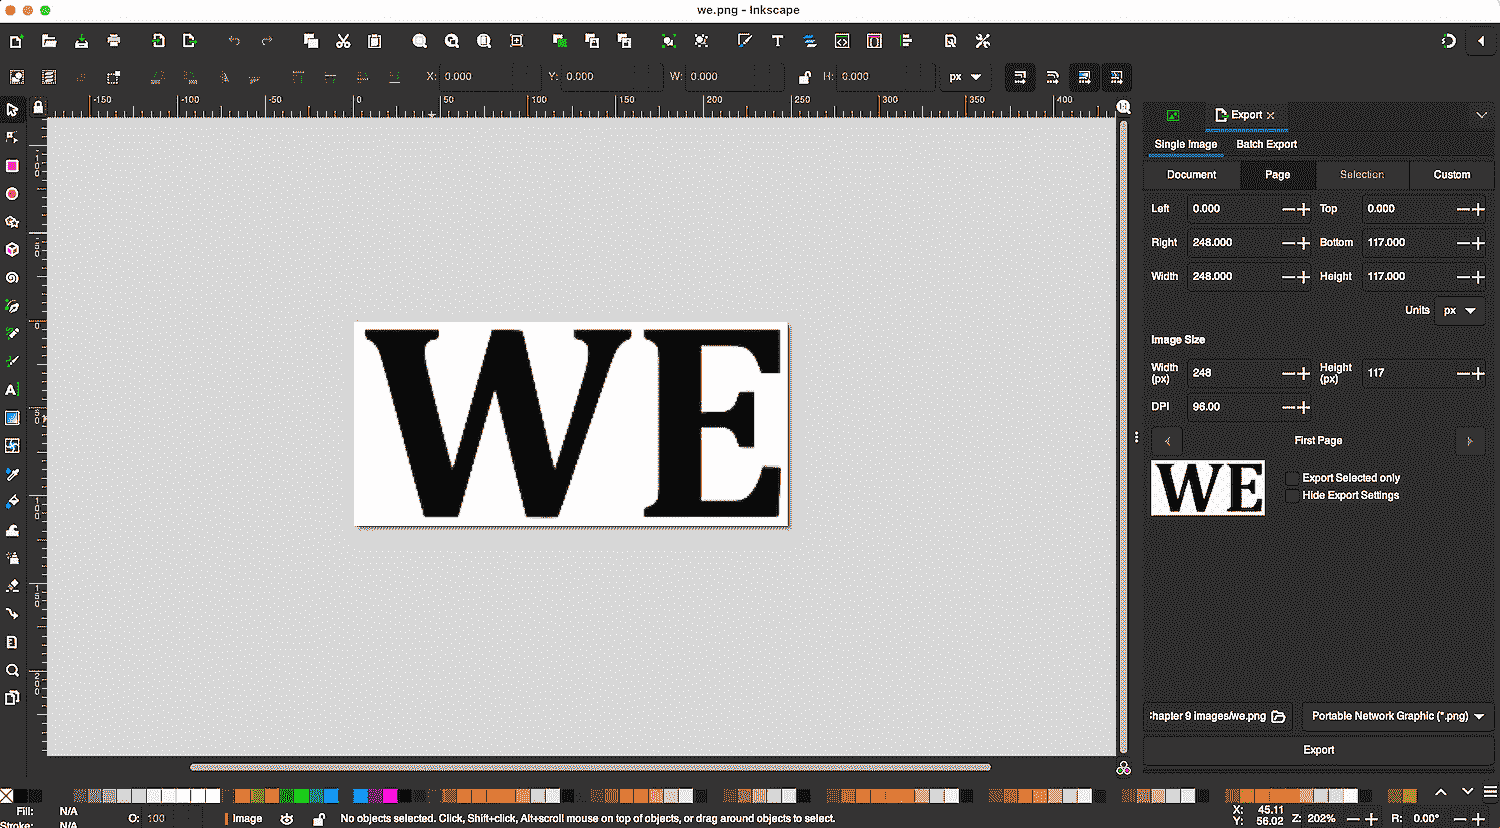 we.png - Inkscape
X: 0.000 Y: 0.000 W: 0.000 H: 0.000 px
-150 -100 -50 0 50 100 150 200 250 300 350 400
Export
Single Image Batch Export
Document Page Selection Custom
Left 0.000 Top 0.000
Right 248.000 Bottom 117.000
Width 248.000 Height 117.000
Units px
Image Size
Width (px) 248 Height (px) 117
DPI 96.00
First Page
WE
WE
Export Selected only
Hide Export Settings
hapter 9 images/we.png Portable Network Graphic (*.png)
Export
Fill: N/A
Stroke: N/A
O: 100
Image
No objects selected. Click, Shift+click, Alt+scroll mouse on top of objects, or drag around objects to select.
X: 45.11
Y: 56.02
Z: 202%
R: 0.00°